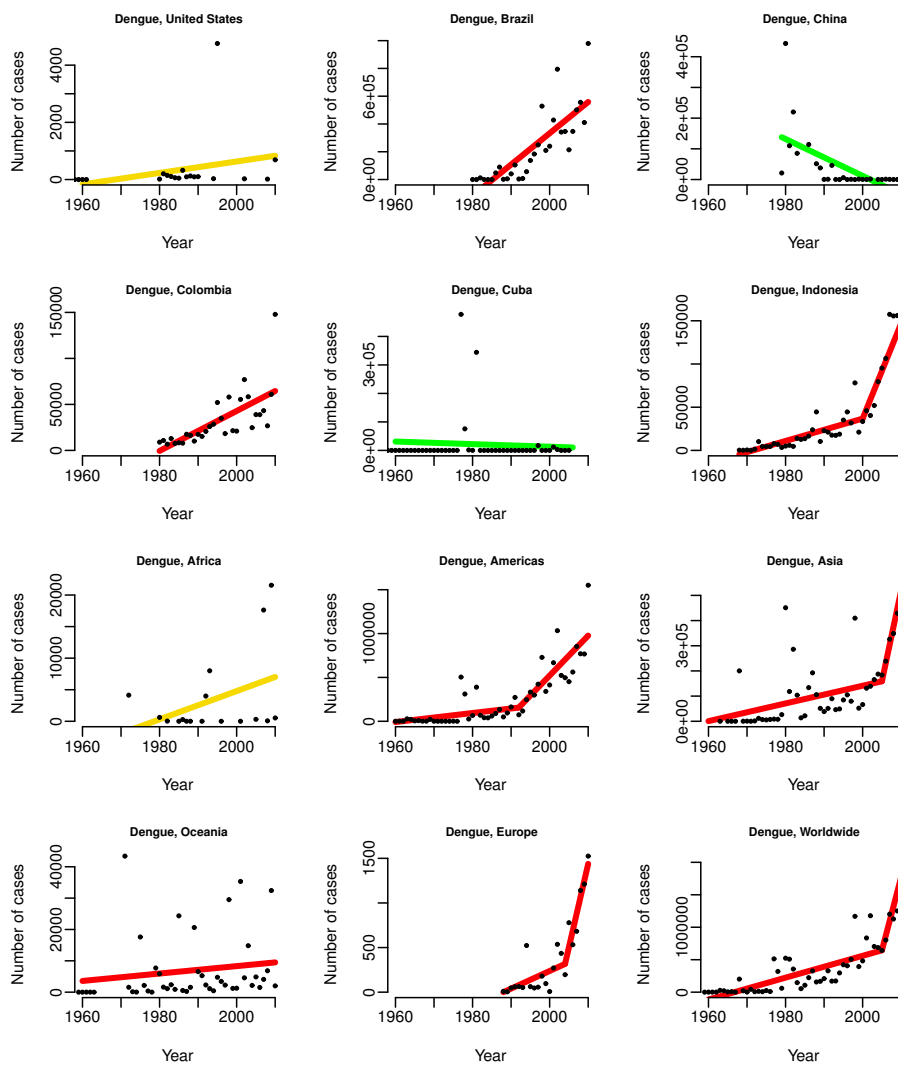 Dengue, United States
Number of cases
0 2000 4000
1960 1980 2000
Year
Dengue, Brazil
Number of cases
0e+00 6e+05
1960 1980 2000
Year
Dengue, China
Number of cases
0e+00 2e+05 4e+05
1960 1980 2000
Year
Dengue, Colombia
Number of cases
0 50000 150000
1960 1980 2000
Year
Dengue, Cuba
Number of cases
0e+00 3e+05
1960 1980 2000
Year
Dengue, Indonesia
Number of cases
0 50000 150000
1960 1980 2000
Year
Dengue, Africa
Number of cases
0 10000 20000
1960 1980 2000
Year
Dengue, Americas
Number of cases
0 1000000
1960 1980 2000
Year
Dengue, Asia
Number of cases
0e+00 3e+05
1960 1980 2000
Year
Dengue, Oceania
Number of cases
0 20000 40000
1960 1980 2000
Year
Dengue, Europe
Number of cases
0 500 1500
1960 1980 2000
Year
Dengue, Worldwide
Number of cases
0 1000000
1960 1980 2000
Year